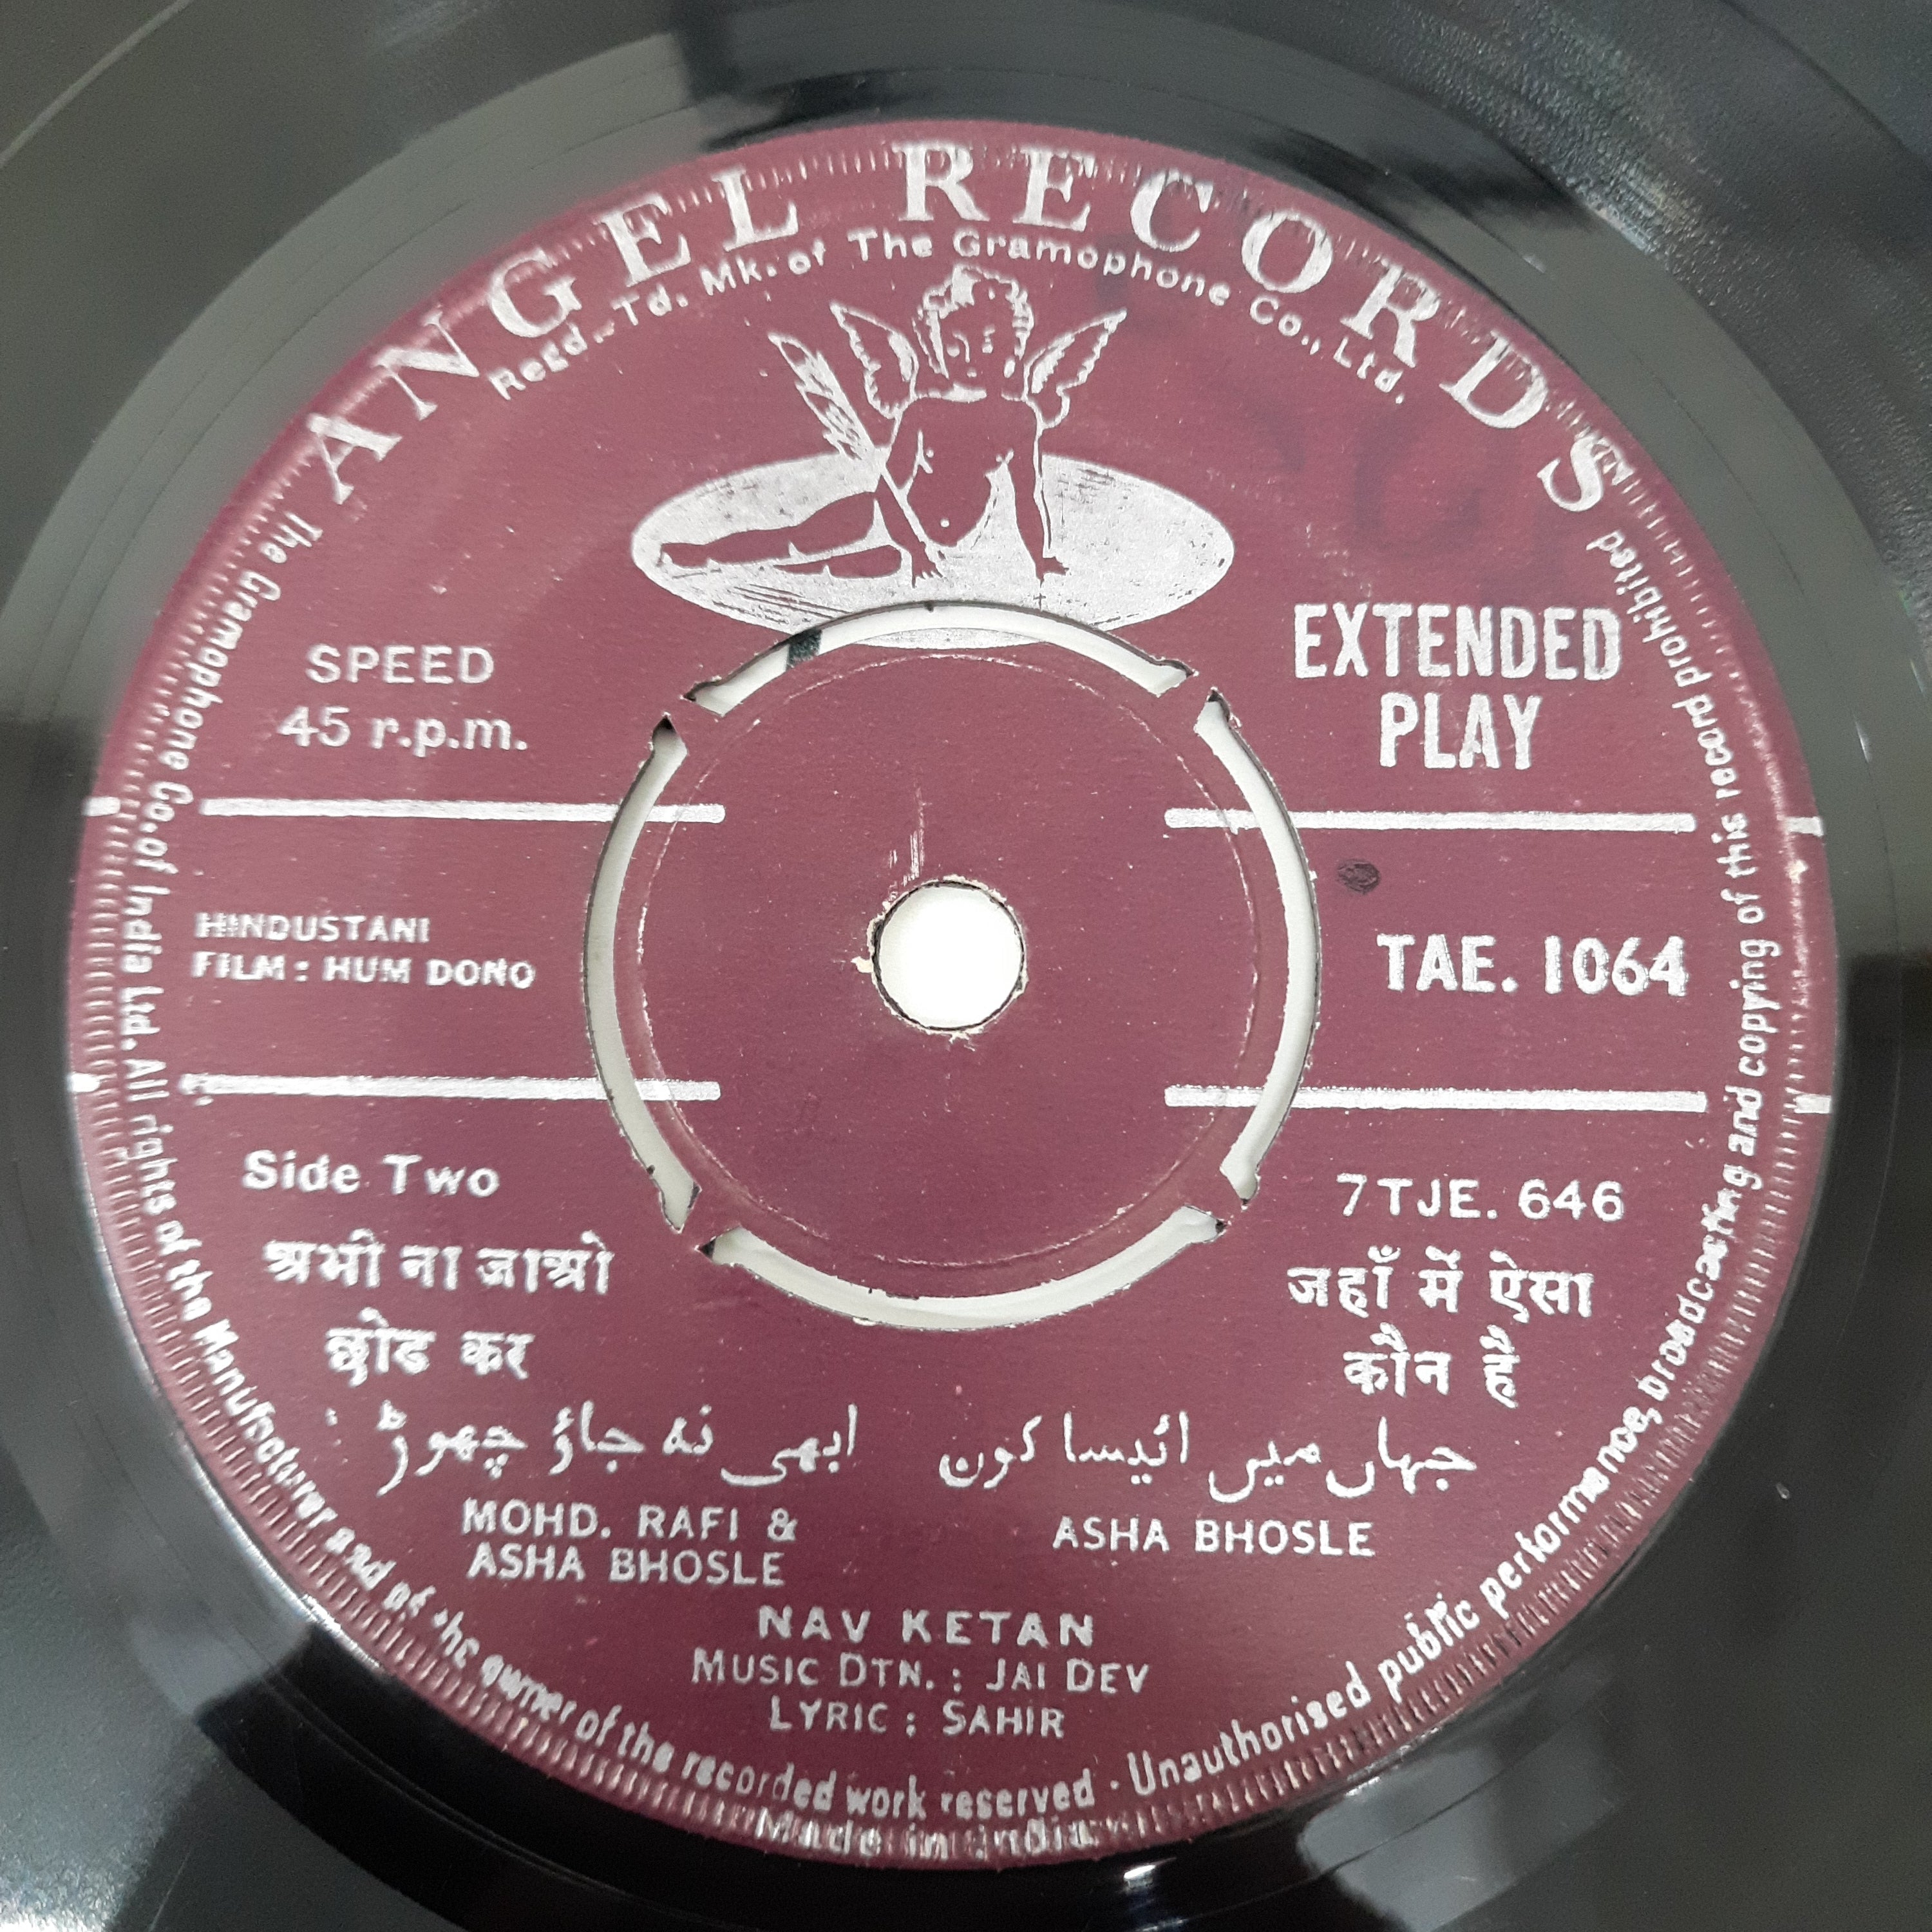 ANGEL RECORDS
Regd. Td. Mk. of The Gramophone Co., Ltd.
SPEED
45 r.p.m.
EXTENDED
PLAY
HINDUSTANI
FILM : HUM DONO
TAE. 1064
Side Two
7TJE. 646
अभी ना जाओ
छोड कर
जहाँ में ऐसा
कौन है
ابھی نہ جاؤ چھوڑ
جہاں میں ائیسا کون
MOHD. RAFI &
ASHA BHOSLE
ASHA BHOSLE
NAV KETAN
MUSIC DTN. : JAI DEV
LYRIC : SAHIR
The Gramophone Co. of India Ltd. All rights of the Manufacturer and of the owner of the recorded work reserved · Unauthorised public performance, broadcasting and copying of this record prohibited
Made in India